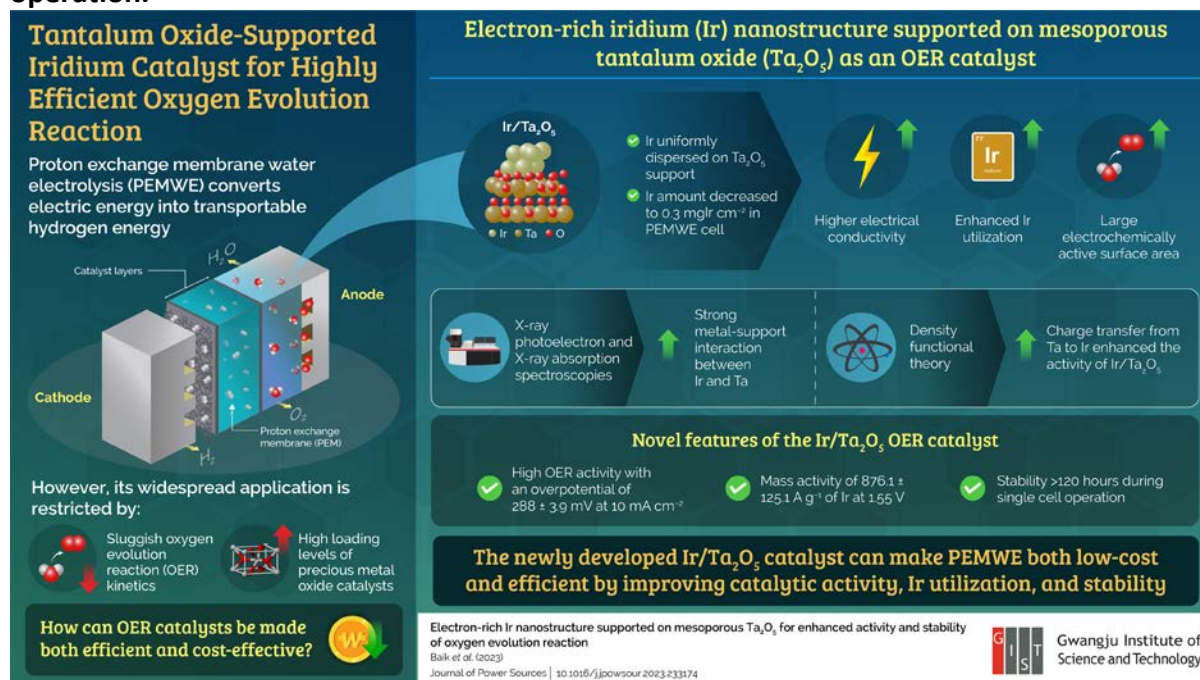 operation.
Tantalum Oxide-Supported
Iridium Catalyst for Highly
Efficient Oxygen Evolution
Reaction
Proton exchange membrane water
electrolysis (PEMWE) converts
electric energy into transportable
hydrogen energy
H₂O
Catalyst layers
Anode
Cathode
O₂
Proton exchange
membrane (PEM)
H₂
However, its widespread application is
restricted by:
Sluggish oxygen
evolution
reaction (OER)
kinetics
High loading
levels of
precious metal
oxide catalysts
How can OER catalysts be made
both efficient and cost-effective?
W
Electron-rich iridium (Ir) nanostructure supported on mesoporous
tantalum oxide (Ta₂O₅) as an OER catalyst
Ir/Ta₂O₅
Ir Ta O
Ir uniformly
dispersed on Ta₂O₅
support
Ir amount decreased
to 0.3 mgIr cm⁻² in
PEMWE cell
Higher electrical
conductivity
77
Ir
Enhanced Ir
utilization
Large
electrochemically
active surface area
X-ray
photoelectron and
X-ray absorption
spectroscopies
Strong
metal-support
interaction
between
Ir and Ta
Density
functional
theory
Charge transfer from
Ta to Ir enhanced the
activity of Ir/Ta₂O₅
Novel features of the Ir/Ta₂O₅ OER catalyst
High OER activity with
an overpotential of
288 ± 3.9 mV at 10 mA cm⁻²
Mass activity of 876.1 ±
125.1 A g⁻¹ of Ir at 1.55 V
Stability >120 hours during
single cell operation
The newly developed Ir/Ta₂O₅ catalyst can make PEMWE both low-cost
and efficient by improving catalytic activity, Ir utilization, and stability
Electron-rich Ir nanostructure supported on mesoporous Ta₂O₅ for enhanced activity and stability
of oxygen evolution reaction
Baik et al. (2023)
Journal of Power Sources | 10.1016/j.jpowsour.2023.233174
GIST
Gwangju Institute of
Science and Technology